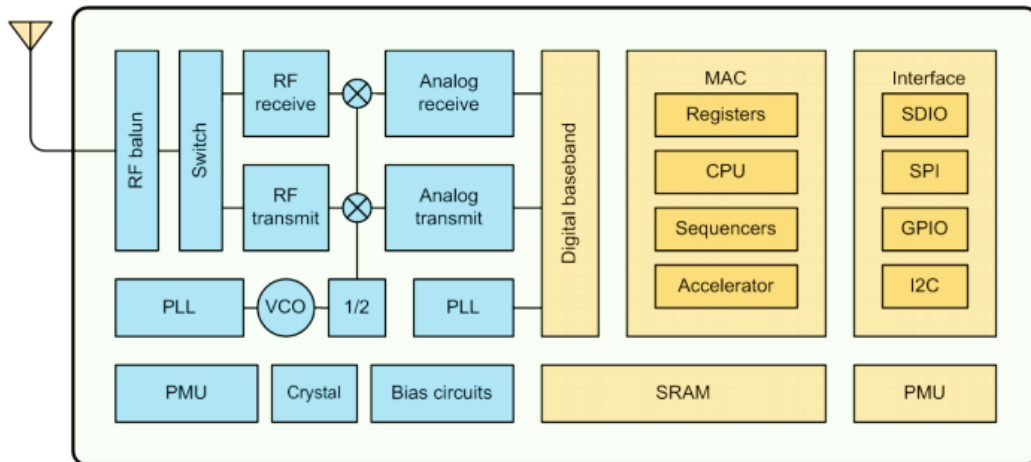 RF balun
Switch
RF
receive
Analog
receive
RF
transmit
Analog
transmit
PLL
VCO
1/2
PLL
PMU
Crystal
Bias circuits
Digital baseband
MAC
Registers
CPU
Sequencers
Accelerator
Interface
SDIO
SPI
GPIO
I2C
SRAM
PMU